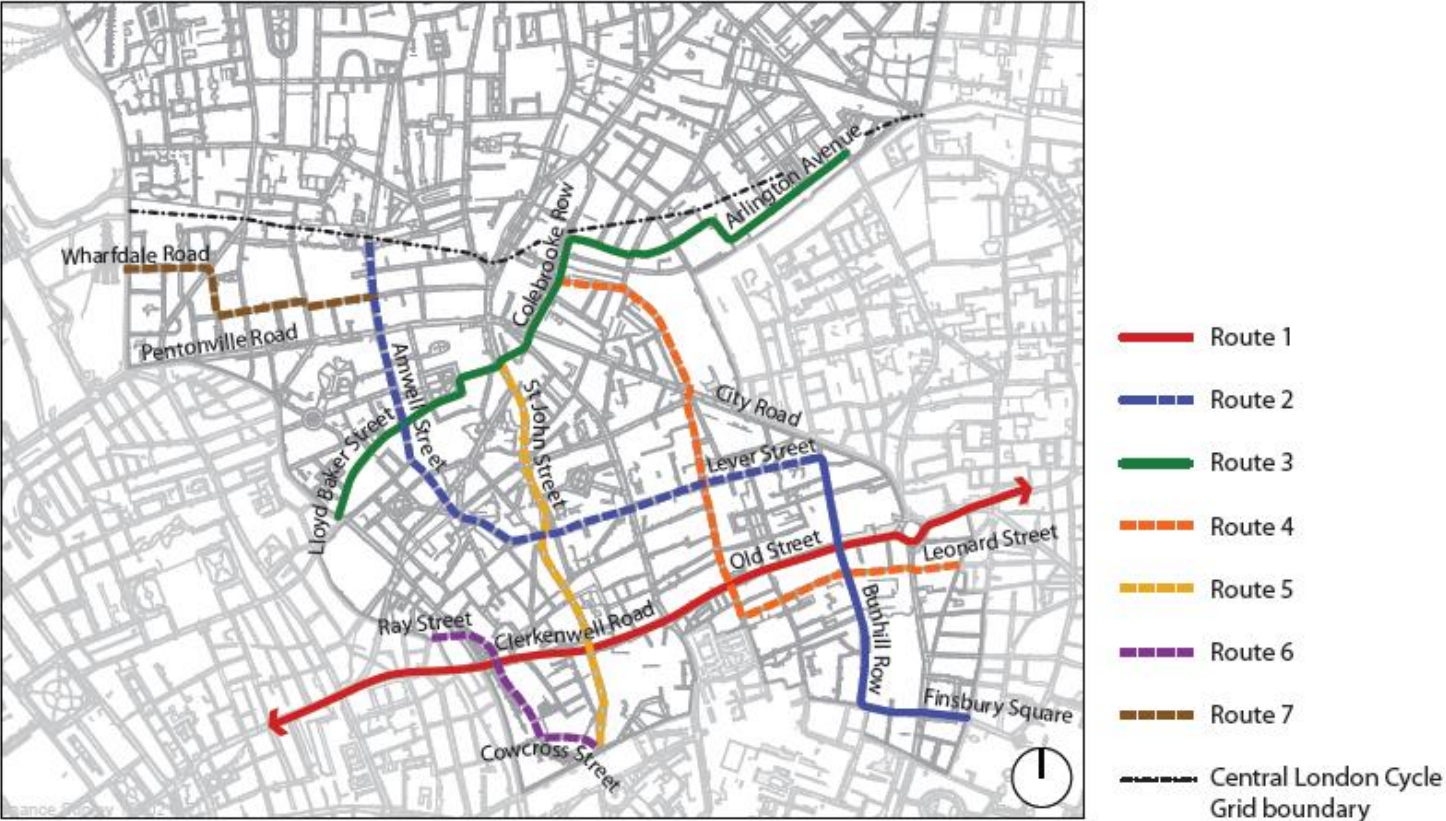 Arlington Avenue
Colebrooke Row
Wharfdale Road
Pentonville Road
Amwell Street
St John Street
City Road
Lloyd Baker Street
Lever Street
Old Street
Leonard Street
Ray Street
Clerkenwell Road
Bunhill Row
Finsbury Square
Cowcross Street
Route 1
Route 2
Route 3
Route 4
Route 5
Route 6
Route 7
Central London Cycle
Grid boundary